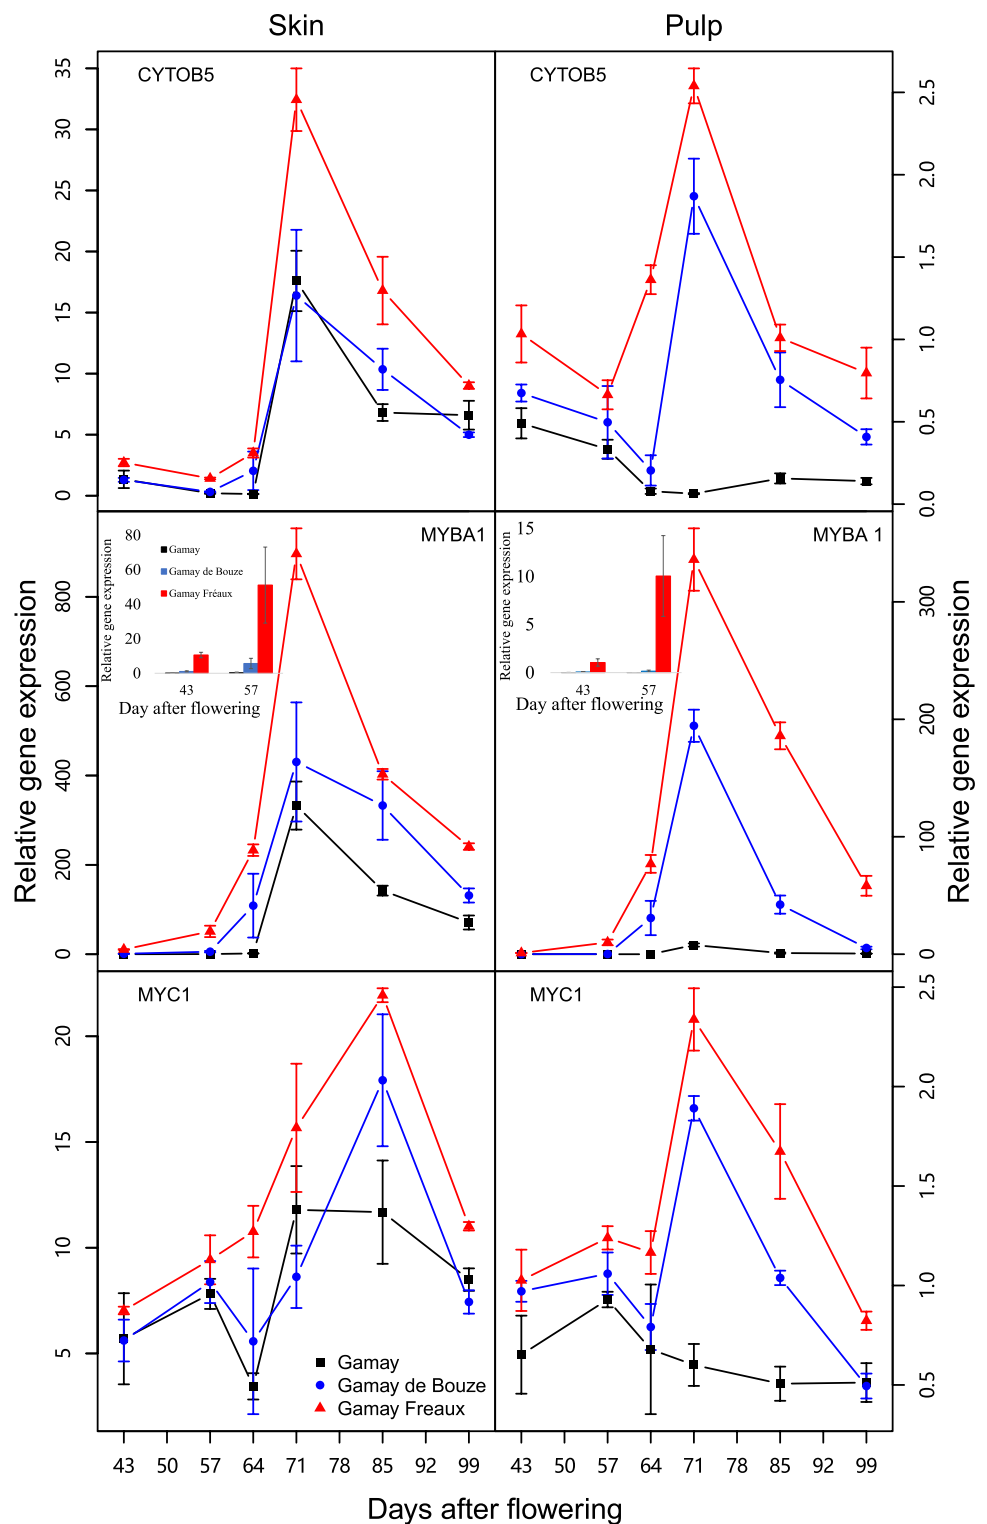 Skin
Pulp
CYTOB5
CYTOB5
35
30
25
20
15
10
5
0
2.5
2.0
1.5
1.0
0.5
0.0
MYBA1
MYBA 1
80
60
40
20
0
Relative gene expression
Gamay
Gamay de Bouze
Gamay Fréaux
43
57
Day after flowering
15
10
5
0
Relative gene expression
43
57
Day after flowering
800
600
400
200
0
300
200
100
0
Relative gene expression
Relative gene expression
MYC1
MYC1
20
15
10
5
2.5
2.0
1.5
1.0
0.5
Gamay
Gamay de Bouze
Gamay Freaux
43 50 57 64 71 78 85 92 99
43 50 57 64 71 78 85 92 99
Days after flowering